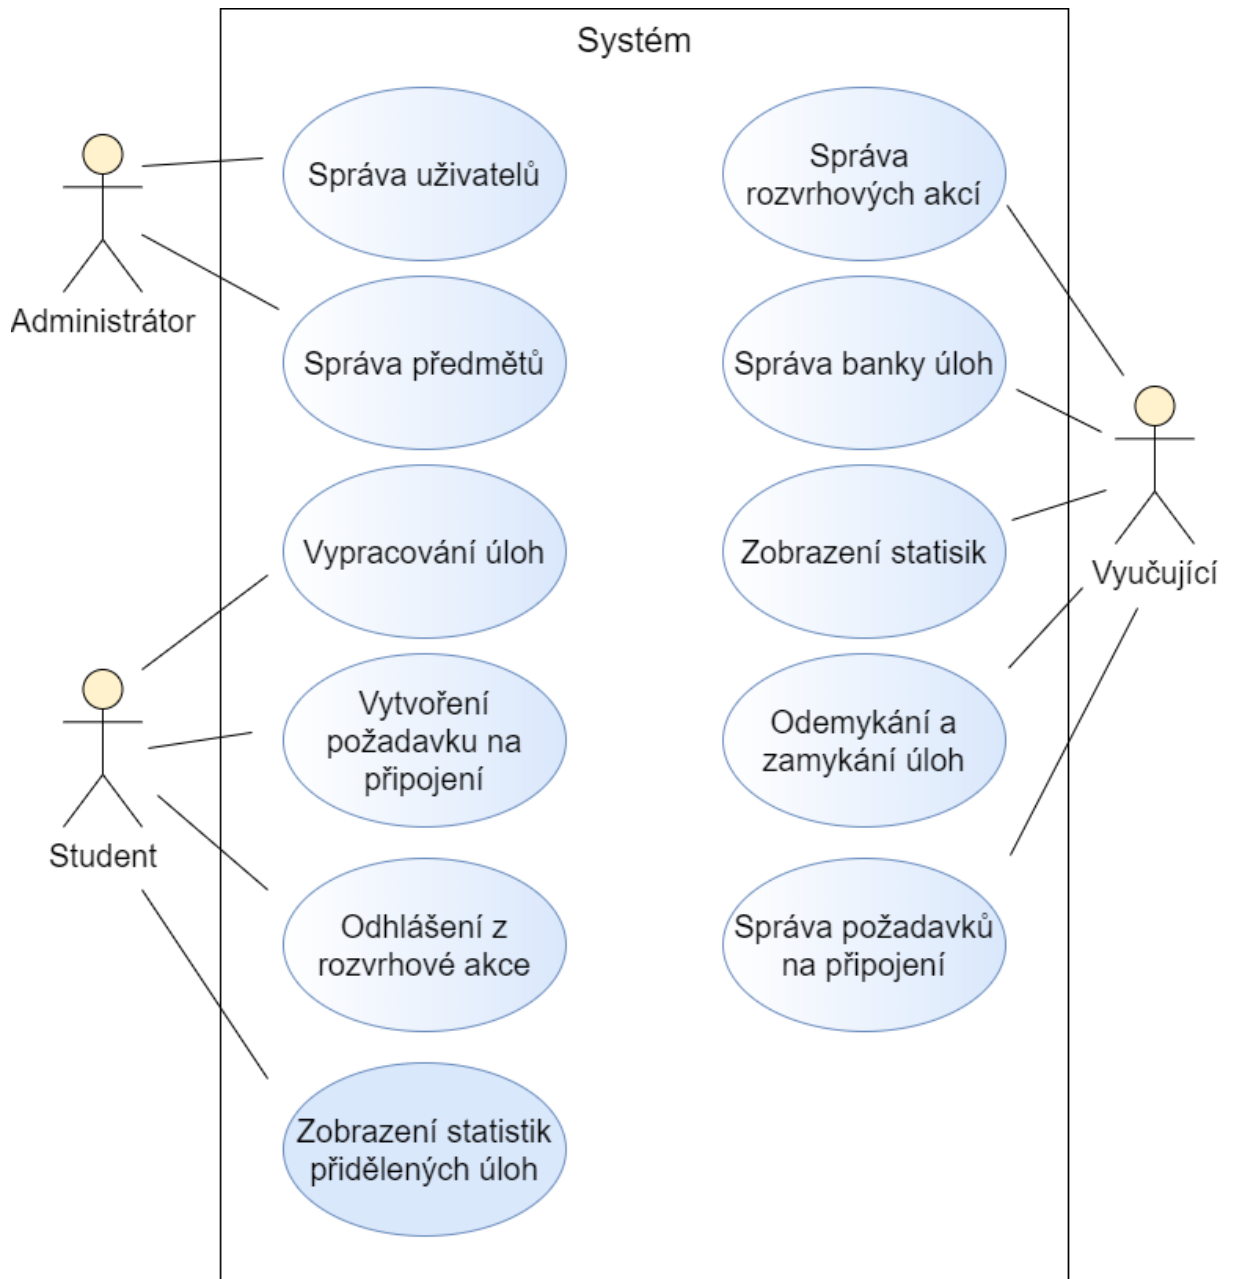 Systém
Správa uživatelů
Správa
rozvrhových akcí
Administrátor
Správa předmětů
Správa banky úloh
Vypracování úloh
Zobrazení statisik
Vyučující
Vytvoření
požadavku na
připojení
Odemykání a
zamykání úloh
Student
Odhlášení z
rozvrhové akce
Správa požadavků
na připojení
Zobrazení statistik
přidělených úloh